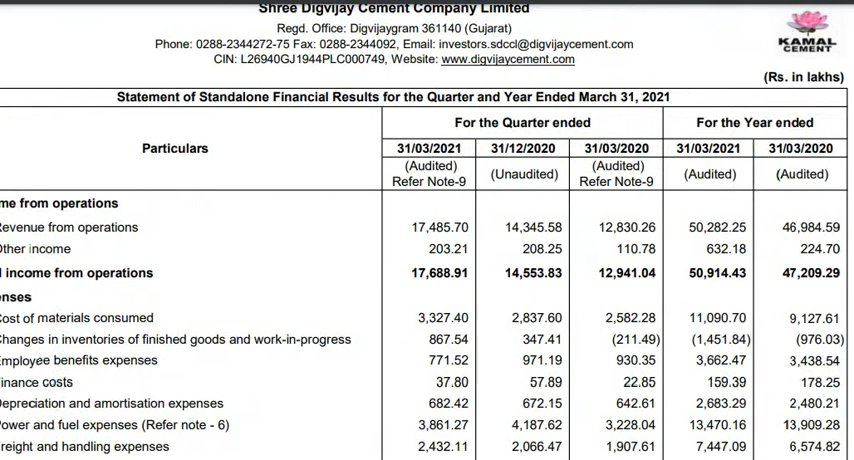 Shree Digvijay Cement Company Limited
Regd. Office: Digvijaygram 361140 (Gujarat)
Phone: 0288-2344272-75 Fax: 0288-2344092, Email: investors.sdccl@digvijaycement.com
CIN: L26940GJ1944PLC000749, Website: www.digvijaycement.com
KAMAL
CEMENT
(Rs. in lakhs)
Statement of Standalone Financial Results for the Quarter and Year Ended March 31, 2021
Particulars For the Quarter ended For the Year ended
31/03/2021 31/12/2020 31/03/2020 31/03/2021 31/03/2020
(Audited) Refer Note-9 (Unaudited) (Audited) Refer Note-9 (Audited) (Audited)
me from operations
Revenue from operations 17,485.70 14,345.58 12,830.26 50,282.25 46,984.59
Other income 203.21 208.25 110.78 632.18 224.70
l income from operations 17,688.91 14,553.83 12,941.04 50,914.43 47,209.29
enses
Cost of materials consumed 3,327.40 2,837.60 2,582.28 11,090.70 9,127.61
Changes in inventories of finished goods and work-in-progress 867.54 347.41 (211.49) (1,451.84) (976.03)
Employee benefits expenses 771.52 971.19 930.35 3,662.47 3,438.54
inance costs 37.80 57.89 22.85 159.39 178.25
Depreciation and amortisation expenses 682.42 672.15 642.61 2,683.29 2,480.21
Power and fuel expenses (Refer note - 6) 3,861.27 4,187.62 3,228.04 13,470.16 13,909.28
reight and handling expenses 2,432.11 2,066.47 1,907.61 7,447.09 6,574.82